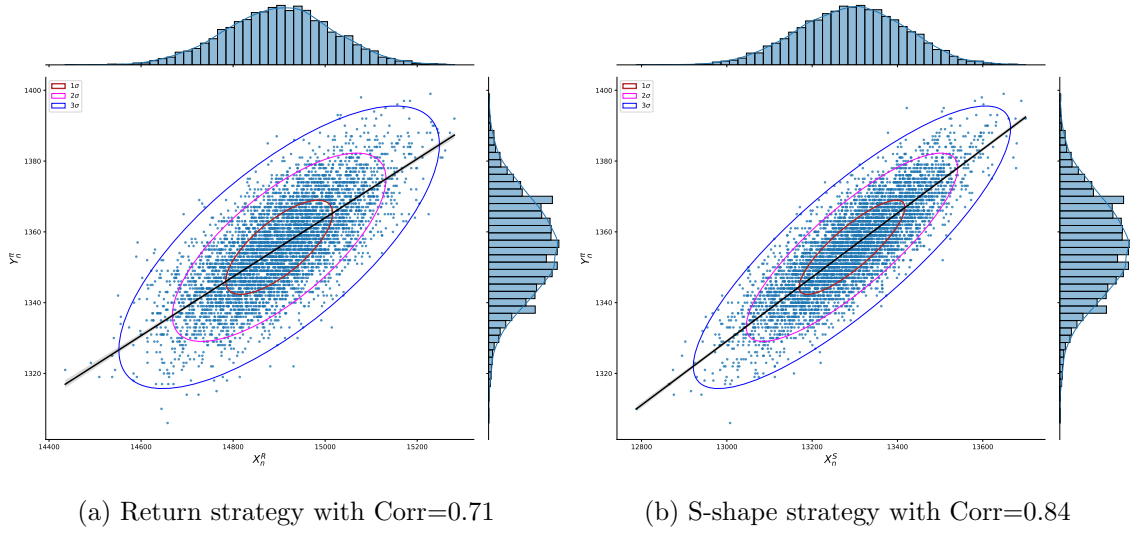 1σ
2σ
3σ
1400
1380
1360
1340
1320
Y_n^π
14400 14600 14800 15000 15200
X_n^R
1σ
2σ
3σ
1400
1380
1360
1340
1320
Y_n^π
12800 13000 13200 13400 13600
X_n^S
(a) Return strategy with Corr=0.71
(b) S-shape strategy with Corr=0.84